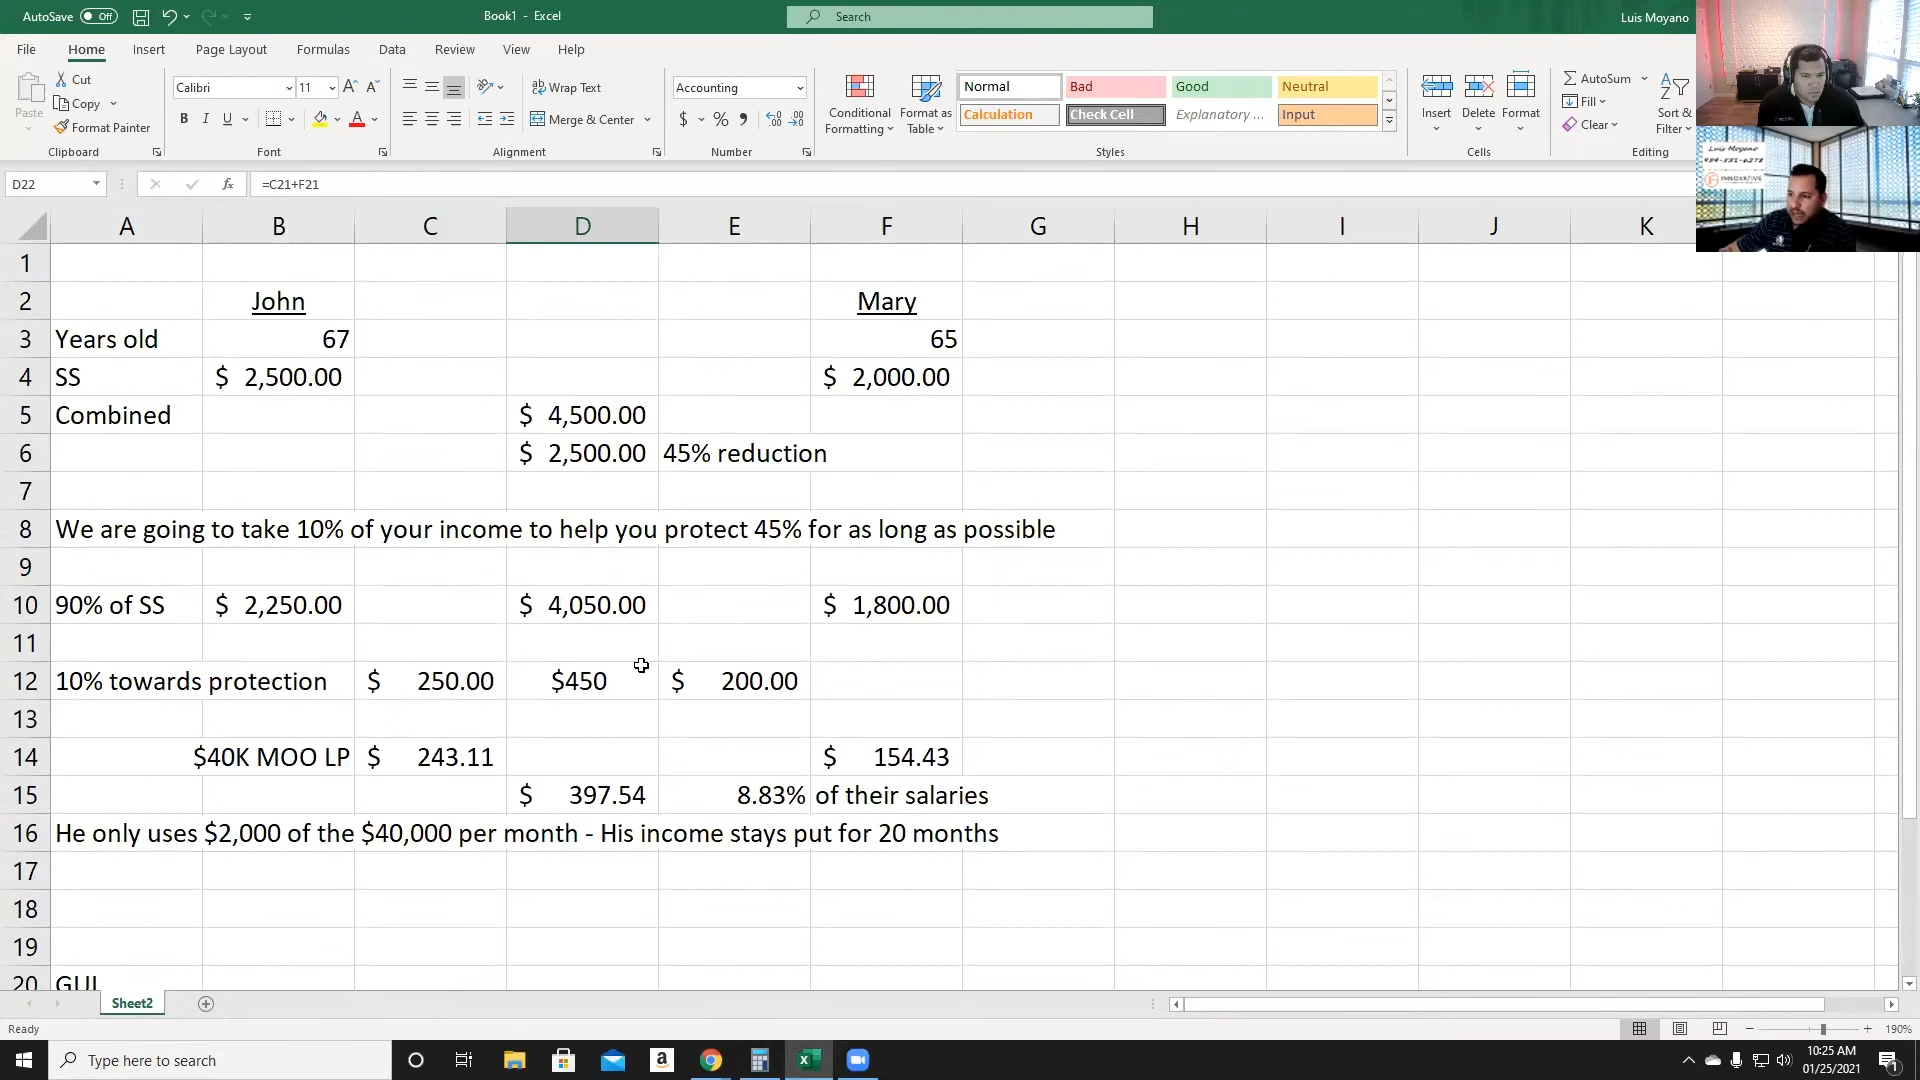 AutoSave Off
Book1 - Excel
Search
Luis Moyano
File Home Insert Page Layout Formulas Data Review View Help
Paste
Cut
Copy
Format Painter
Clipboard
Calibri 11
B I U
Font
Wrap Text
Merge & Center
Alignment
Accounting
$ % 9
Number
Conditional Formatting
Format as Table
Normal Bad Good Neutral
Calculation Check Cell Explanatory ... Input
Styles
Insert Delete Format
Cells
AutoSum
Fill
Clear
Sort & Filter
Editing
Luis Moyano
INNOVATIVE
D22 fx =C21+F21
A B C D E F G H I J K
1
2 John Mary
3 Years old 67 65
4 SS $ 2,500.00 $ 2,000.00
5 Combined $ 4,500.00
6 $ 2,500.00 45% reduction
7
8 We are going to take 10% of your income to help you protect 45% for as long as possible
9
10 90% of SS $ 2,250.00 $ 4,050.00 $ 1,800.00
11
12 10% towards protection $ 250.00 $450 $ 200.00
13
14 $40K MOO LP $ 243.11 $ 154.43
15 $ 397.54 8.83% of their salaries
16 He only uses $2,000 of the $40,000 per month - His income stays put for 20 months
17
18
19
20 GUL
Sheet2
Ready
190%
Type here to search
10:25 AM
01/25/2021